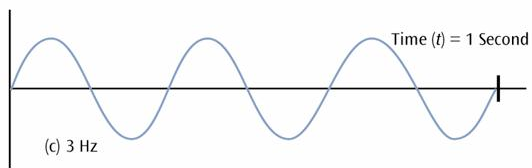 Time (t) = 1 Second
(c) 3 Hz